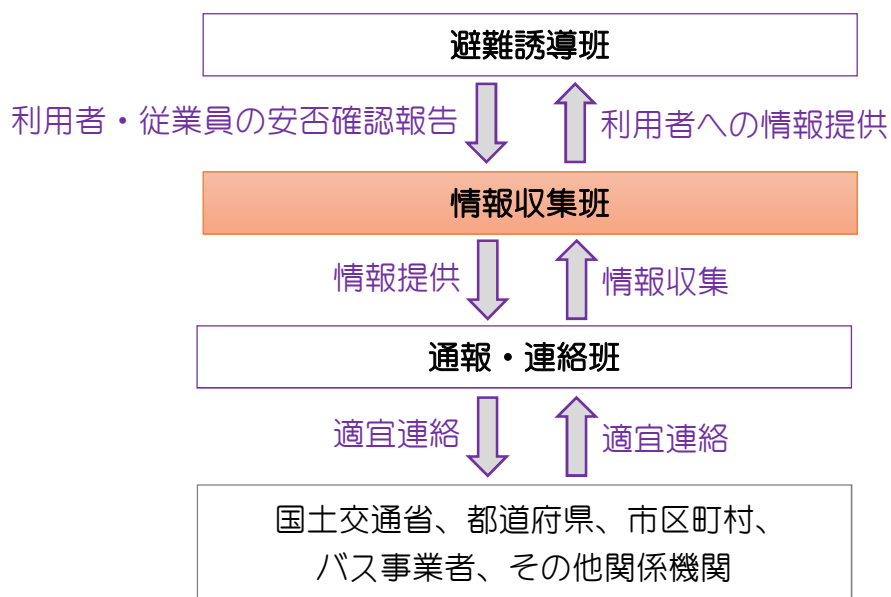 避難誘導班
利用者・従業員の安否確認報告
利用者への情報提供
情報収集班
情報提供
情報収集
通報・連絡班
適宜連絡
適宜連絡
国土交通省、都道府県、市区町村、
バス事業者、その他関係機関